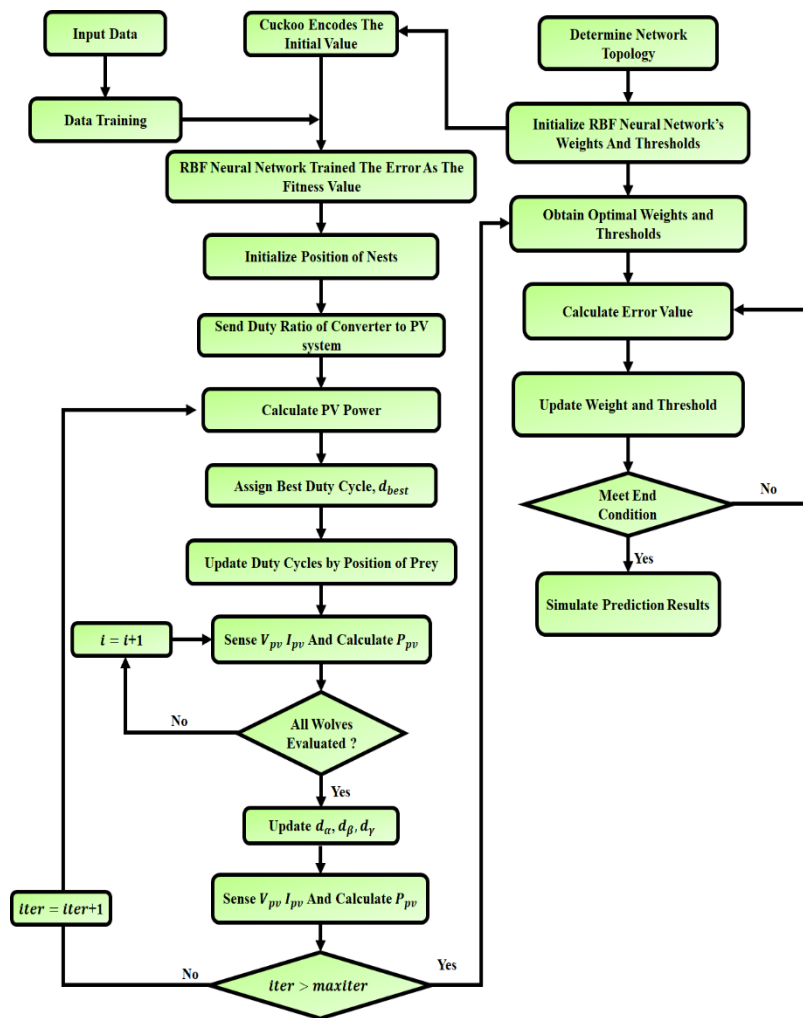 Input Data
Data Training
Cuckoo Encodes The
Initial Value
RBF Neural Network Trained The Error As The
Fitness Value
Initialize Position of Nests
Send Duty Ratio of Converter to PV
system
Calculate PV Power
Assign Best Duty Cycle, d_best
Update Duty Cycles by Position of Prey
i = i+1
Sense V_pv I_pv And Calculate P_pv
No
All Wolves
Evaluated ?
Yes
Update d_α, d_β, d_γ
Sense V_pv I_pv And Calculate P_pv
iter = iter+1
No
iter > maxiter
Yes
Determine Network
Topology
Initialize RBF Neural Network's
Weights And Thresholds
Obtain Optimal Weights and
Thresholds
Calculate Error Value
Update Weight and Threshold
Meet End
Condition
No
Yes
Simulate Prediction Results